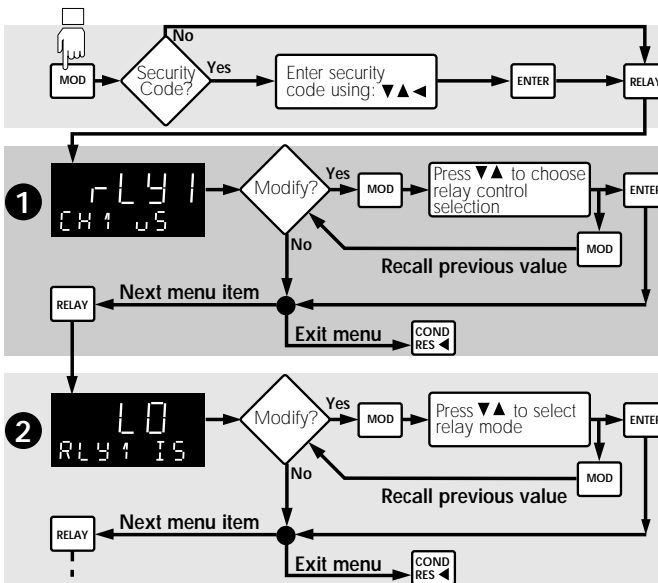 No
MOD
Security
Code?
Yes
Enter security
code using: ▼▲◄
ENTER
RELAY
1
rLY1
CH1 uS
Modify?
Yes
MOD
Press ▼▲ to choose
relay control
selection
ENTER
No
MOD
Recall previous value
RELAY
Next menu item
Exit menu
COND
RES ◄
2
LO
RLY1 IS
Modify?
Yes
MOD
Press ▼▲ to select
relay mode
ENTER
No
MOD
Recall previous value
RELAY
Next menu item
Exit menu
COND
RES ◄